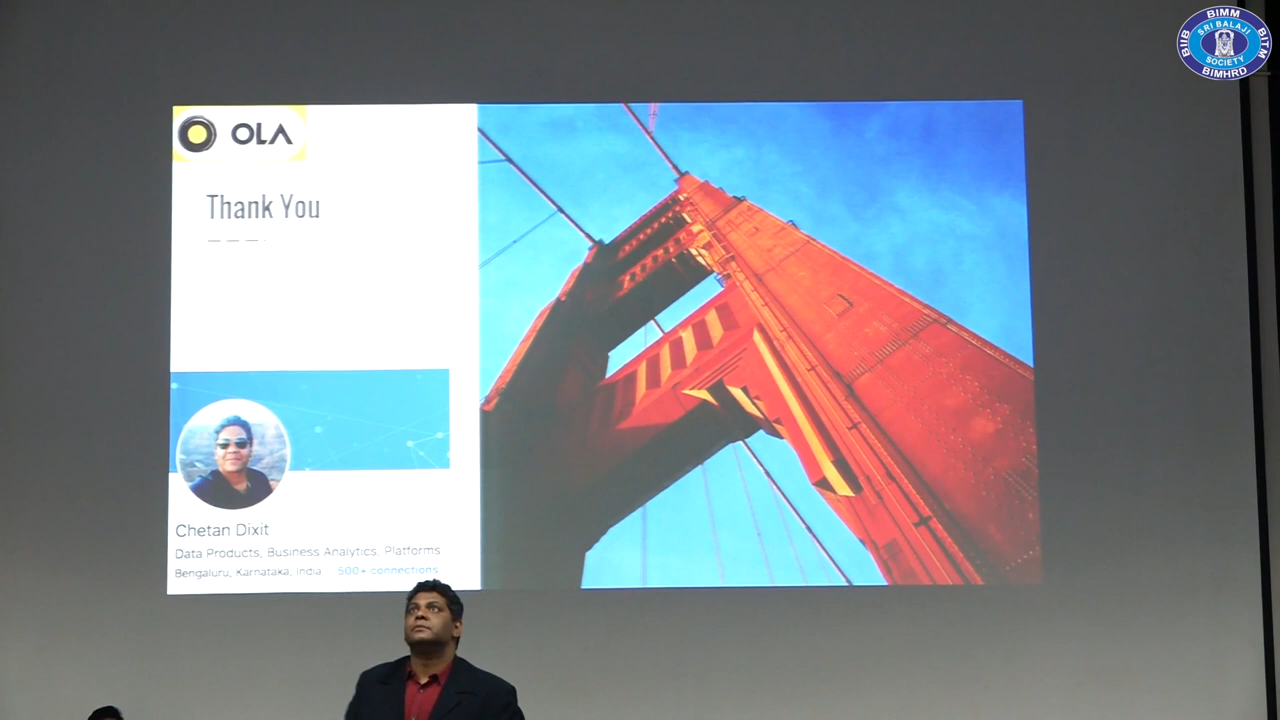 OLA
Thank You
Chetan Dixit
Data Products, Business Analytics, Platforms
Bengaluru, Karnataka, India 500+ connections
BIMM
BIIB
BITM
SRI BALAJI
SOCIETY
BIMHRD